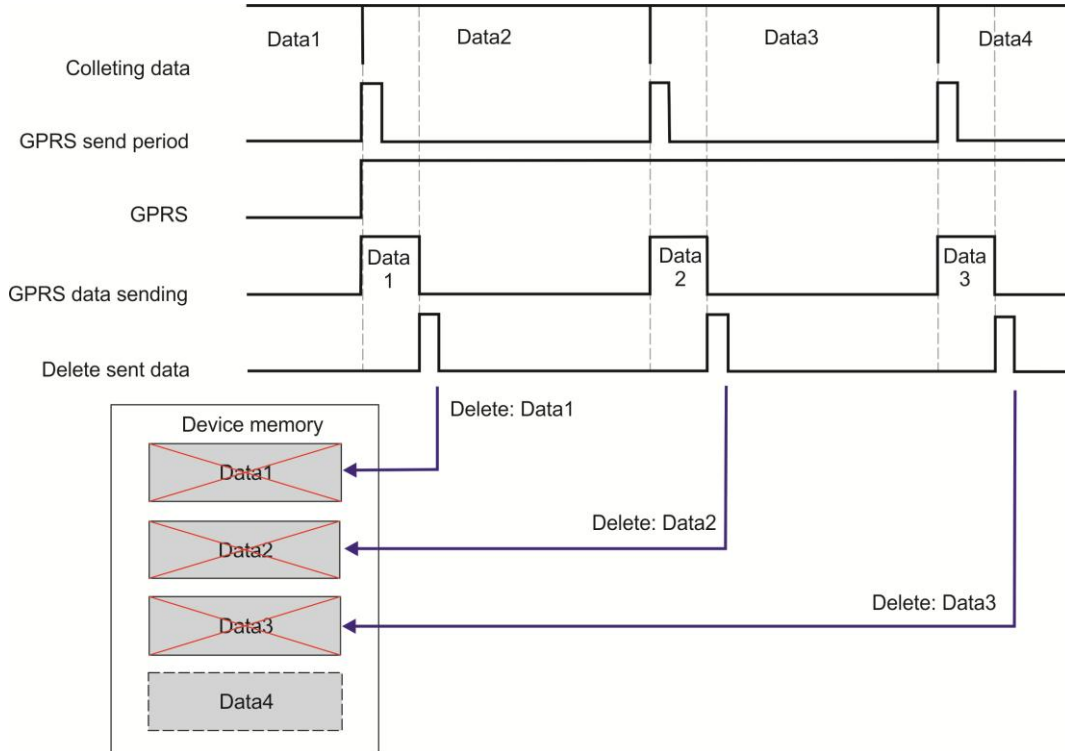 Data1
Data2
Data3
Data4
Colleting data
GPRS send period
GPRS
Data
1
Data
2
Data
3
GPRS data sending
Delete sent data
Delete: Data1
Device memory
Data1
Delete: Data2
Data2
Delete: Data3
Data3
Data4